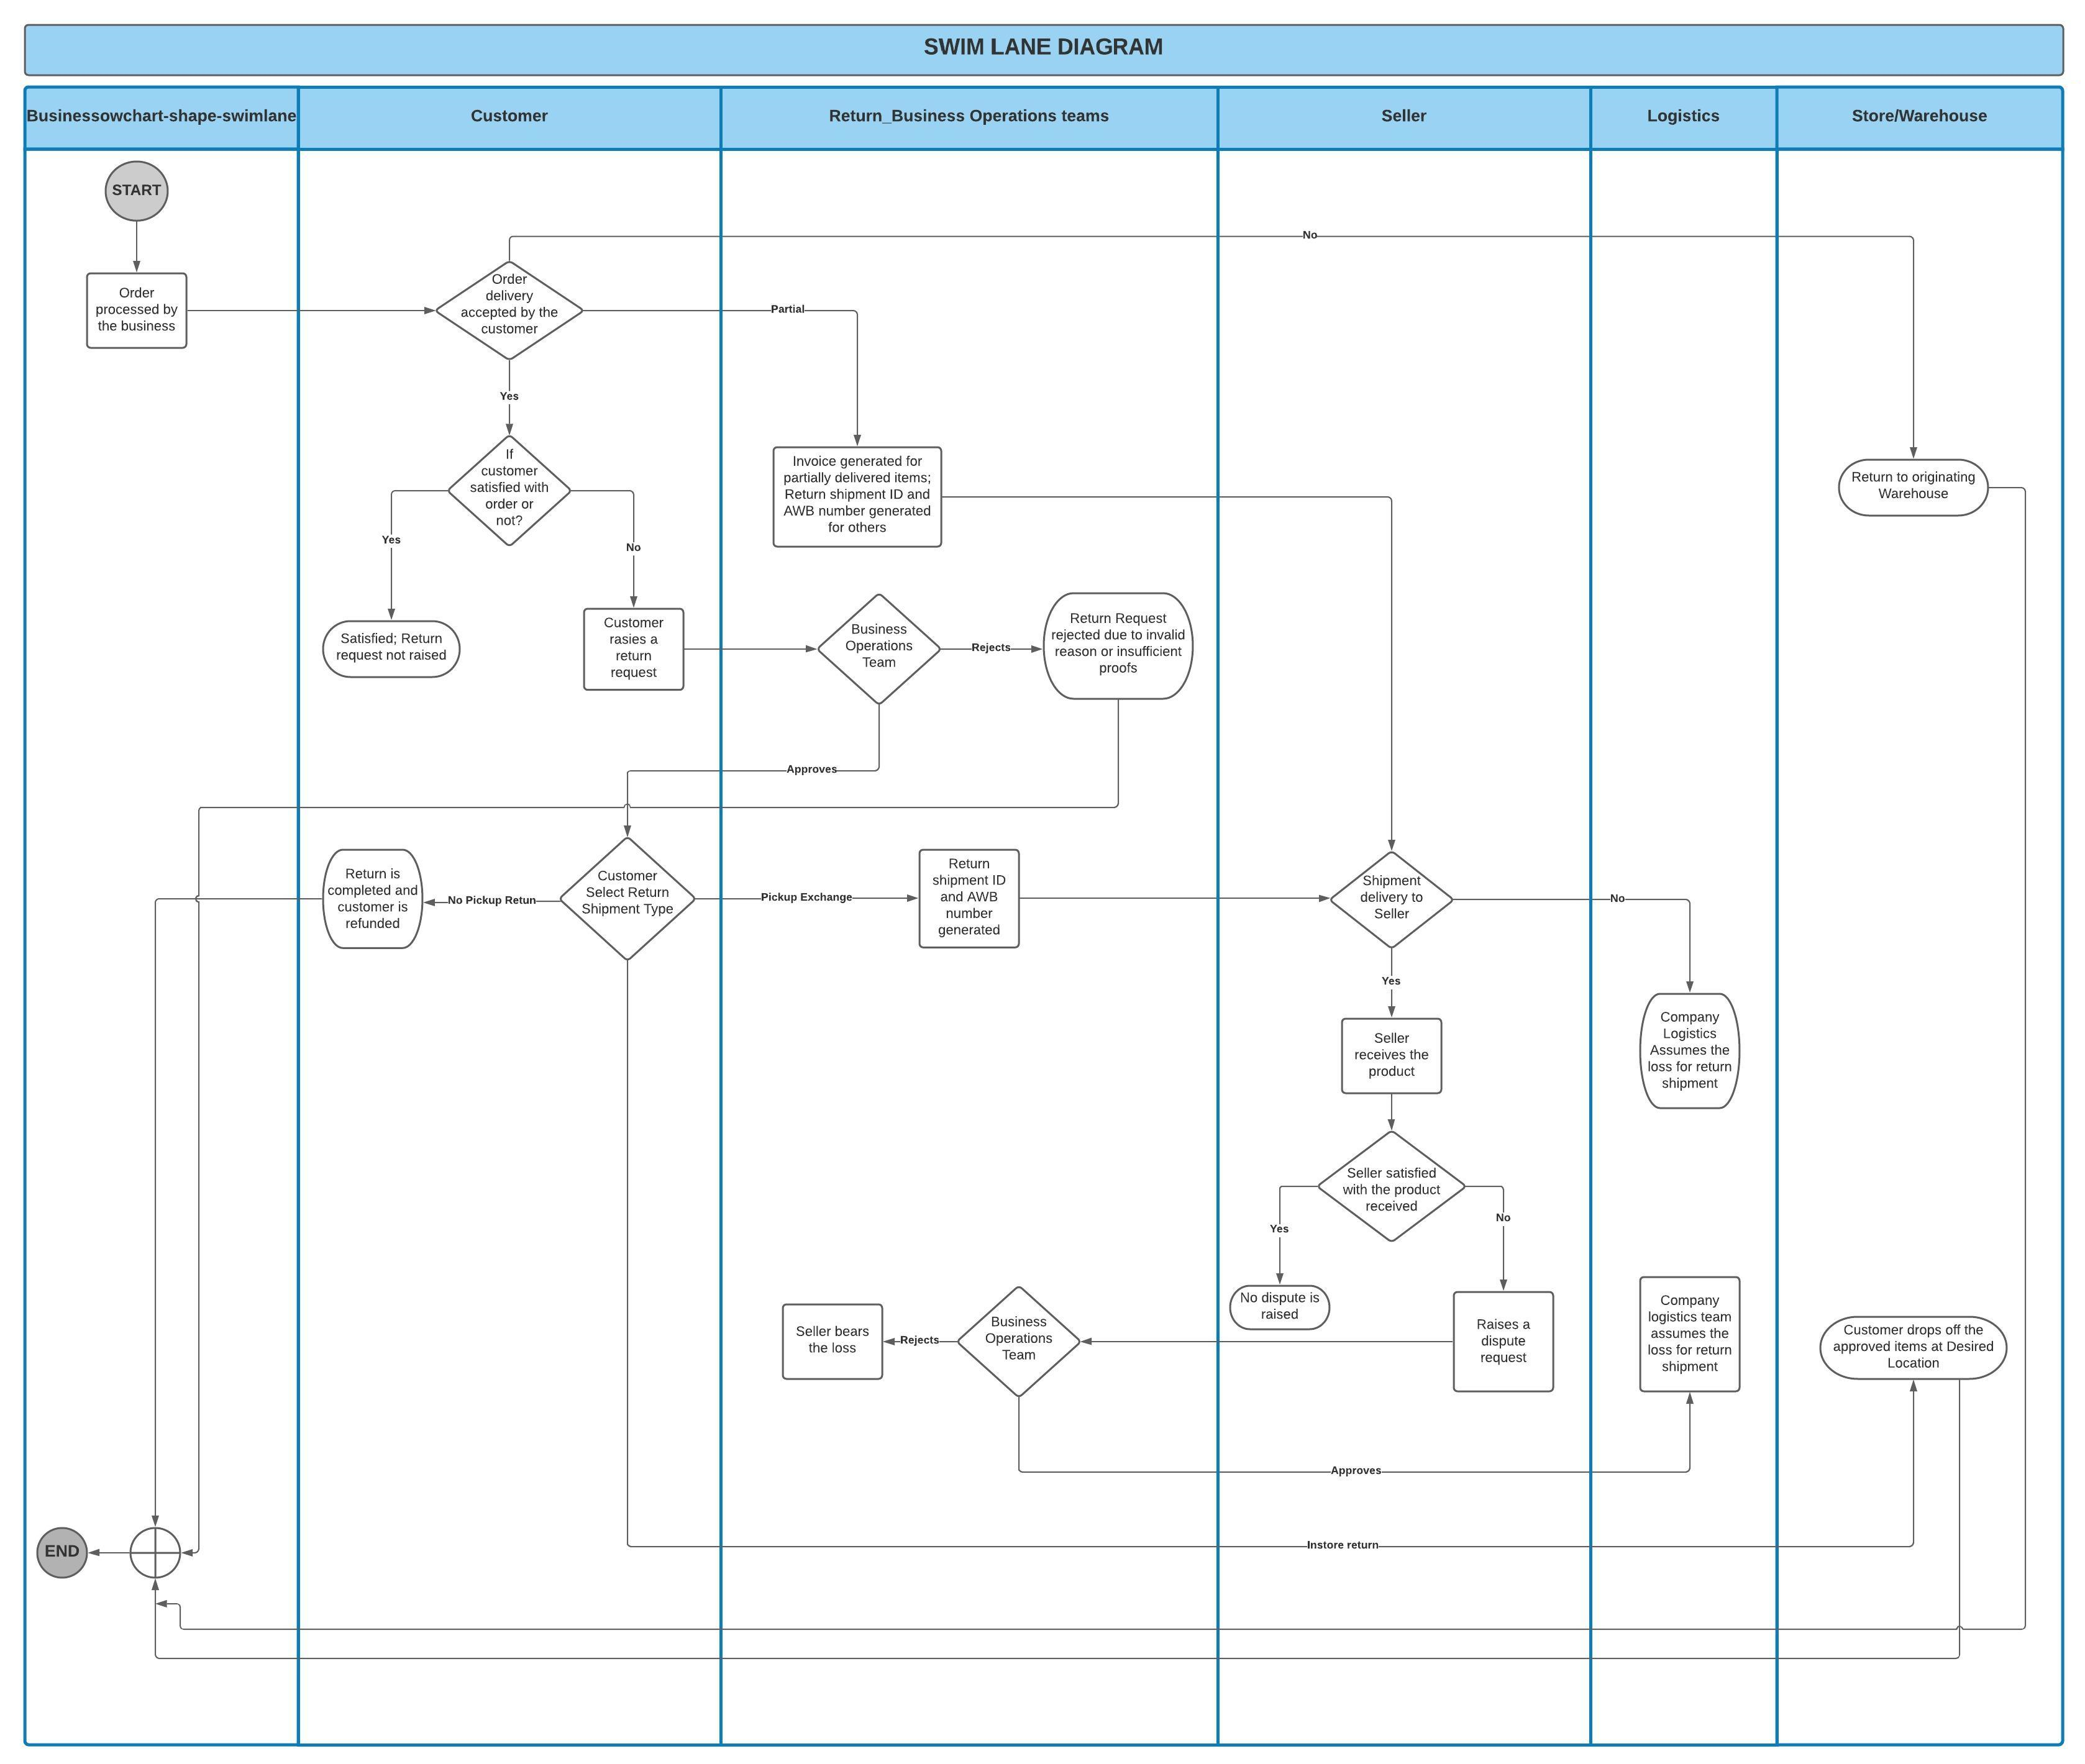 SWIM LANE DIAGRAM
Businessowchart-shape-swimlane
Customer
Return_Business Operations teams
Seller
Logistics
Store/Warehouse
START
No
Order
processed by
the business
Order
delivery
accepted by the
customer
Partial
Yes
If
customer
satisfied with
order or
not?
Invoice generated for
partially delivered items;
Return shipment ID and
AWB number generated
for others
Return to originating
Warehouse
Yes
No
Satisfied; Return
request not raised
Customer
rasies a
return
request
Business
Operations
Team
Rejects
Return Request
rejected due to invalid
reason or insufficient
proofs
Approves
Return is
completed and
customer is
refunded
No Pickup Retun
Customer
Select Return
Shipment Type
Pickup Exchange
Return
shipment ID
and AWB
number
generated
Shipment
delivery to
Seller
No
Yes
Seller
receives the
product
Company
Logistics
Assumes the
loss for return
shipment
Seller satisfied
with the product
received
Yes
No
No dispute is
raised
Seller bears
the loss
Rejects
Business
Operations
Team
Raises a
dispute
request
Company
logistics team
assumes the
loss for return
shipment
Customer drops off the
approved items at Desired
Location
Approves
Instore return
END